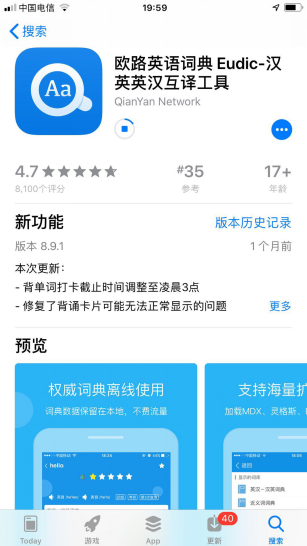 中国电信
19:59
搜索
欧路英语词典 Eudic-汉
英英汉互译工具
QianYan Network
Aa
4.7
#35
17+
8,100个评分
参考
年龄
新功能
版本历史记录
版本 8.9.1
1 个月前
本次更新：
- 背单词打卡截止时间调整至凌晨3点
- 修复了背诵卡片可能无法正常显示的问题
更多
预览
权威词典离线使用
词典数据保留在本地，不费流量
支持海量扩
加载MDX、灵格斯、
hello
英汉-汉英词典
近义词词典
Today
游戏
App
更新
40
搜索